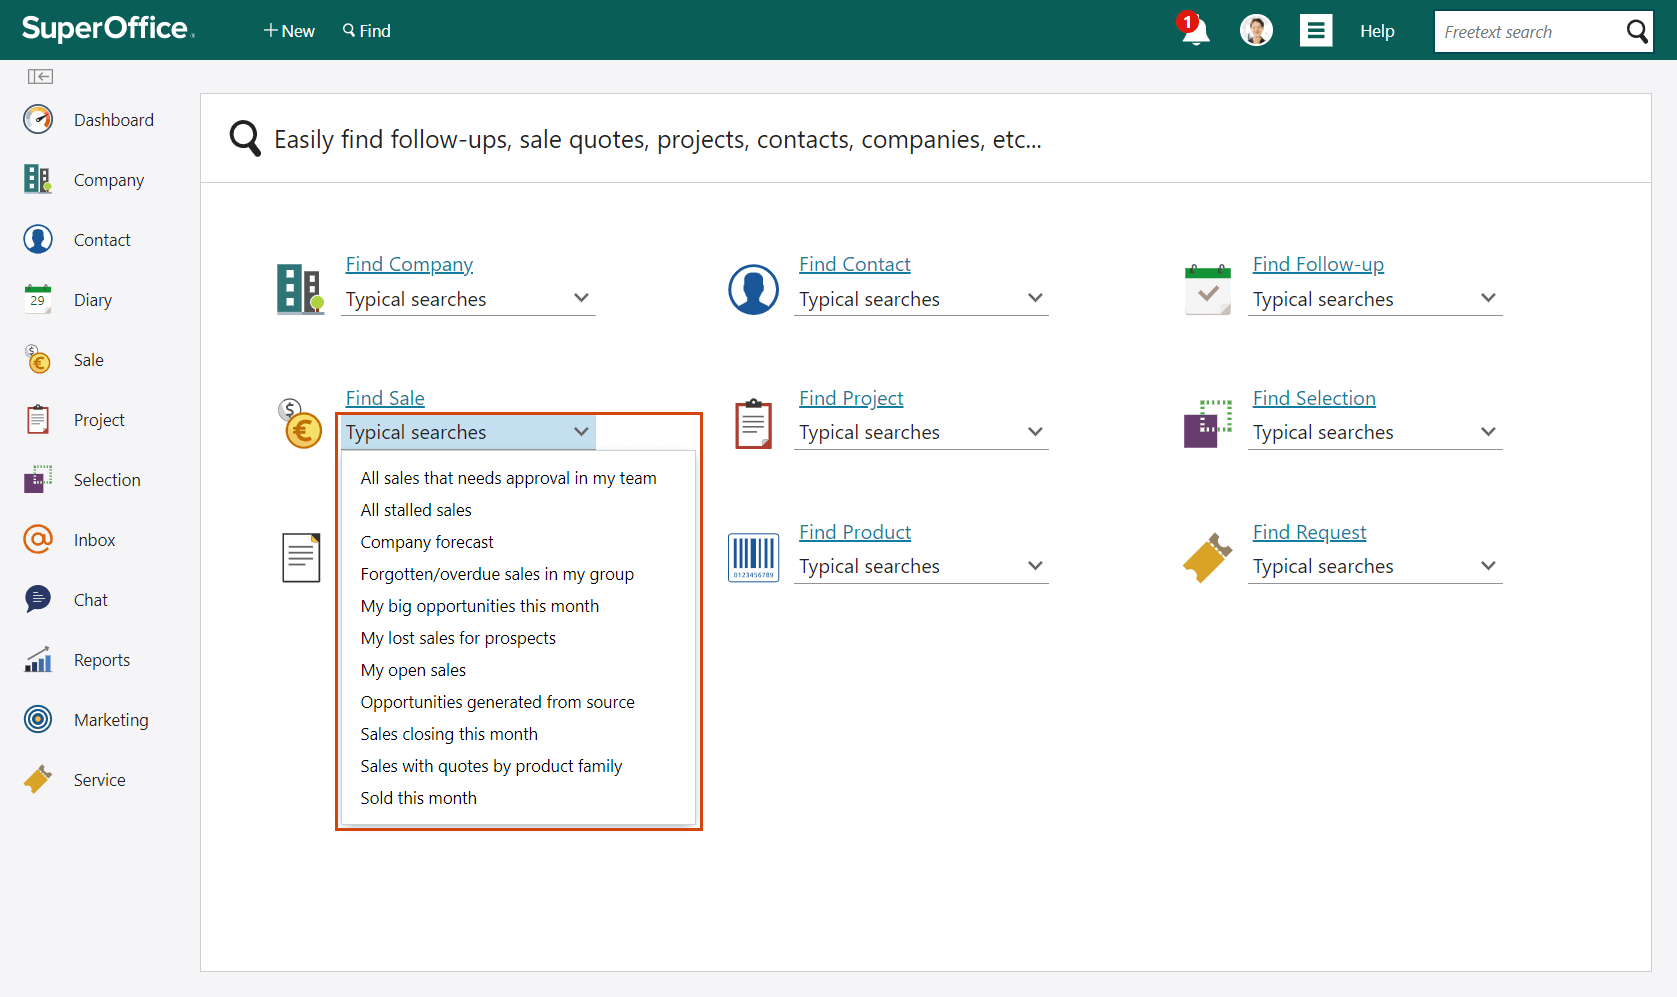 SuperOffice
New
Find
1
Help
Freetext search
Dashboard
Company
Contact
29
Diary
Sale
Project
Selection
Inbox
Chat
Reports
Marketing
Service
Easily find follow-ups, sale quotes, projects, contacts, companies, etc...
Find Company
Typical searches
Find Contact
Typical searches
Find Follow-up
Typical searches
Find Sale
Typical searches
All sales that needs approval in my team
All stalled sales
Company forecast
Forgotten/overdue sales in my group
My big opportunities this month
My lost sales for prospects
My open sales
Opportunities generated from source
Sales closing this month
Sales with quotes by product family
Sold this month
Find Project
Typical searches
Find Selection
Typical searches
0123456789
Find Product
Typical searches
Find Request
Typical searches